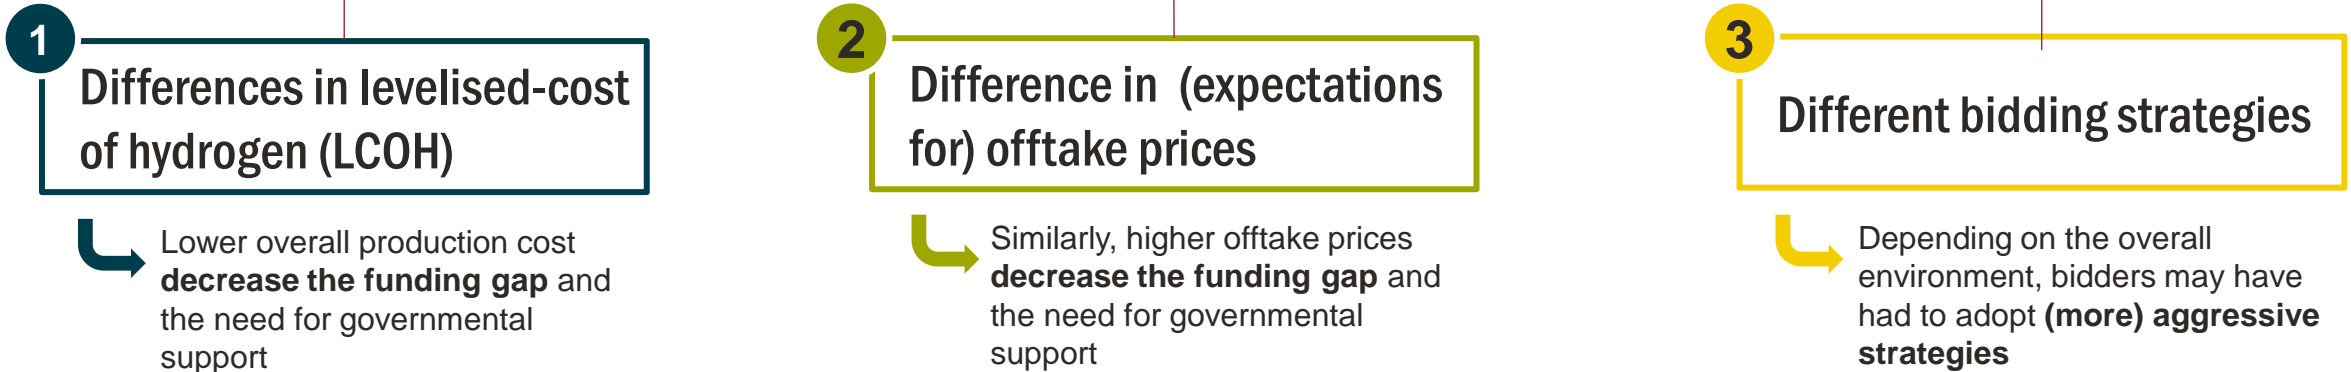 1
Differences in levelised-cost
of hydrogen (LCOH)
Lower overall production cost
decrease the funding gap and
the need for governmental
support
2
Difference in (expectations
for) offtake prices
Similarly, higher offtake prices
decrease the funding gap and
the need for governmental
support
3
Different bidding strategies
Depending on the overall
environment, bidders may have
had to adopt (more) aggressive
strategies